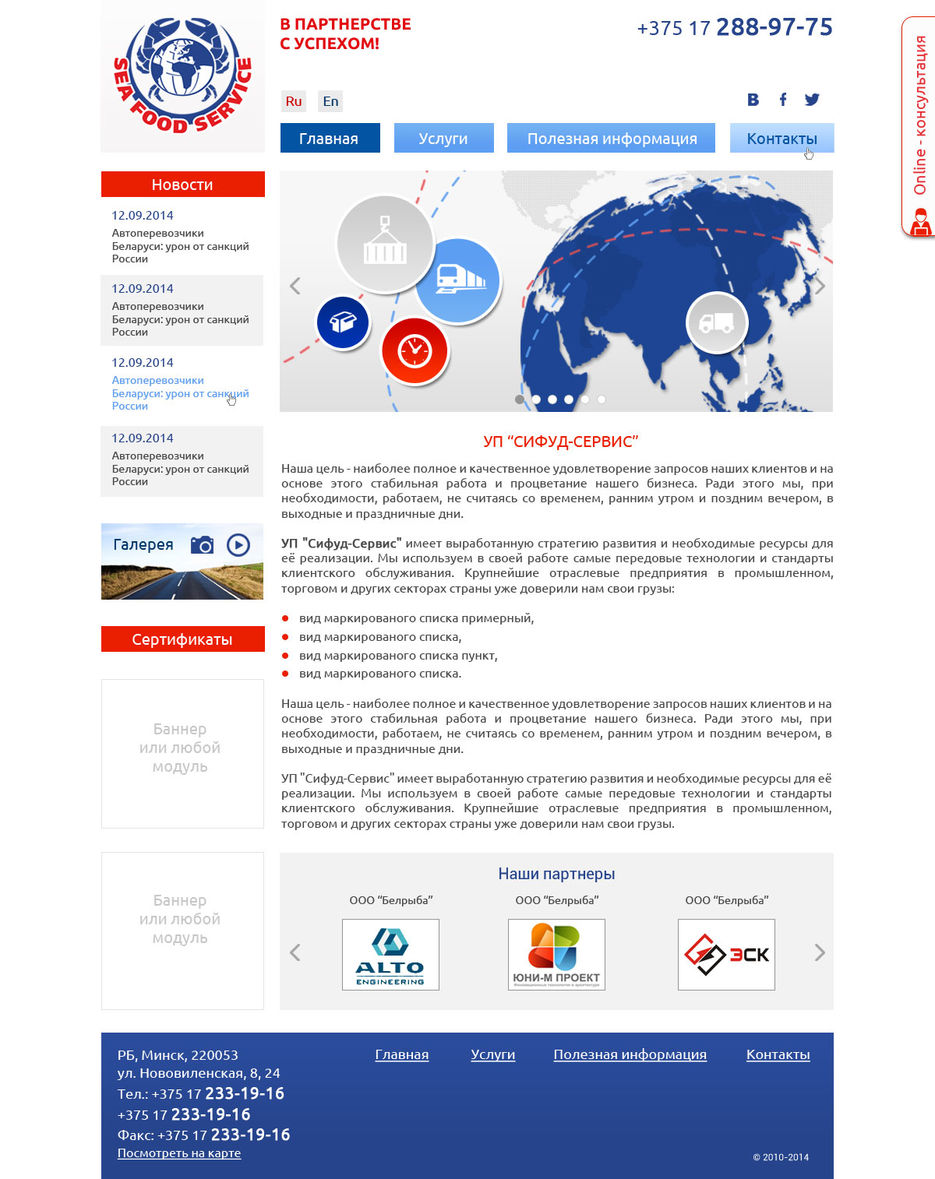 SEA FOOD SERVICE
В ПАРТНЕРСТВЕ
С УСПЕХОМ!
+375 17 288-97-75
Ru
En
B
Главная
Услуги
Полезная информация
Контакты
Online - консультация
Новости
12.09.2014
Автоперевозчики
Беларуси: урон от санкций
России
12.09.2014
Автоперевозчики
Беларуси: урон от санкций
России
12.09.2014
Автоперевозчики
Беларуси: урон от санкций
России
12.09.2014
Автоперевозчики
Беларуси: урон от санкций
России
Галерея
Сертификаты
Баннер
или любой
модуль
Баннер
или любой
модуль
УП “СИФУД-СЕРВИС”
Наша цель - наиболее полное и качественное удовлетворение запросов наших клиентов и на
основе этого стабильная работа и процветание нашего бизнеса. Ради этого мы, при
необходимости, работаем, не считаясь со временем, ранним утром и поздним вечером, в
выходные и праздничные дни.
УП "Сифуд-Сервис" имеет выработанную стратегию развития и необходимые ресурсы для
её реализации. Мы используем в своей работе самые передовые технологии и стандарты
клиентского обслуживания. Крупнейшие отраслевые предприятия в промышленном,
торговом и других секторах страны уже доверили нам свои грузы:
вид маркированого списка примерный,
вид маркированого списка,
вид маркированого списка пункт,
вид маркированого списка.
Наша цель - наиболее полное и качественное удовлетворение запросов наших клиентов и на
основе этого стабильная работа и процветание нашего бизнеса. Ради этого мы, при
необходимости, работаем, не считаясь со временем, ранним утром и поздним вечером, в
выходные и праздничные дни.
УП "Сифуд-Сервис" имеет выработанную стратегию развития и необходимые ресурсы для её
реализации. Мы используем в своей работе самые передовые технологии и стандарты
клиентского обслуживания. Крупнейшие отраслевые предприятия в промышленном,
торговом и других секторах страны уже доверили нам свои грузы.
Наши партнеры
ООО “Белрыба”
ООО “Белрыба”
ООО “Белрыба”
ALTO
ENGINEERING
ЮНИ-М ПРОЕКТ
ЭСК
РБ, Минск, 220053
ул. Нововиленская, 8, 24
Тел.: +375 17 233-19-16
+375 17 233-19-16
Факс: +375 17 233-19-16
Посмотреть на карте
Главная
Услуги
Полезная информация
Контакты
© 2010-2014